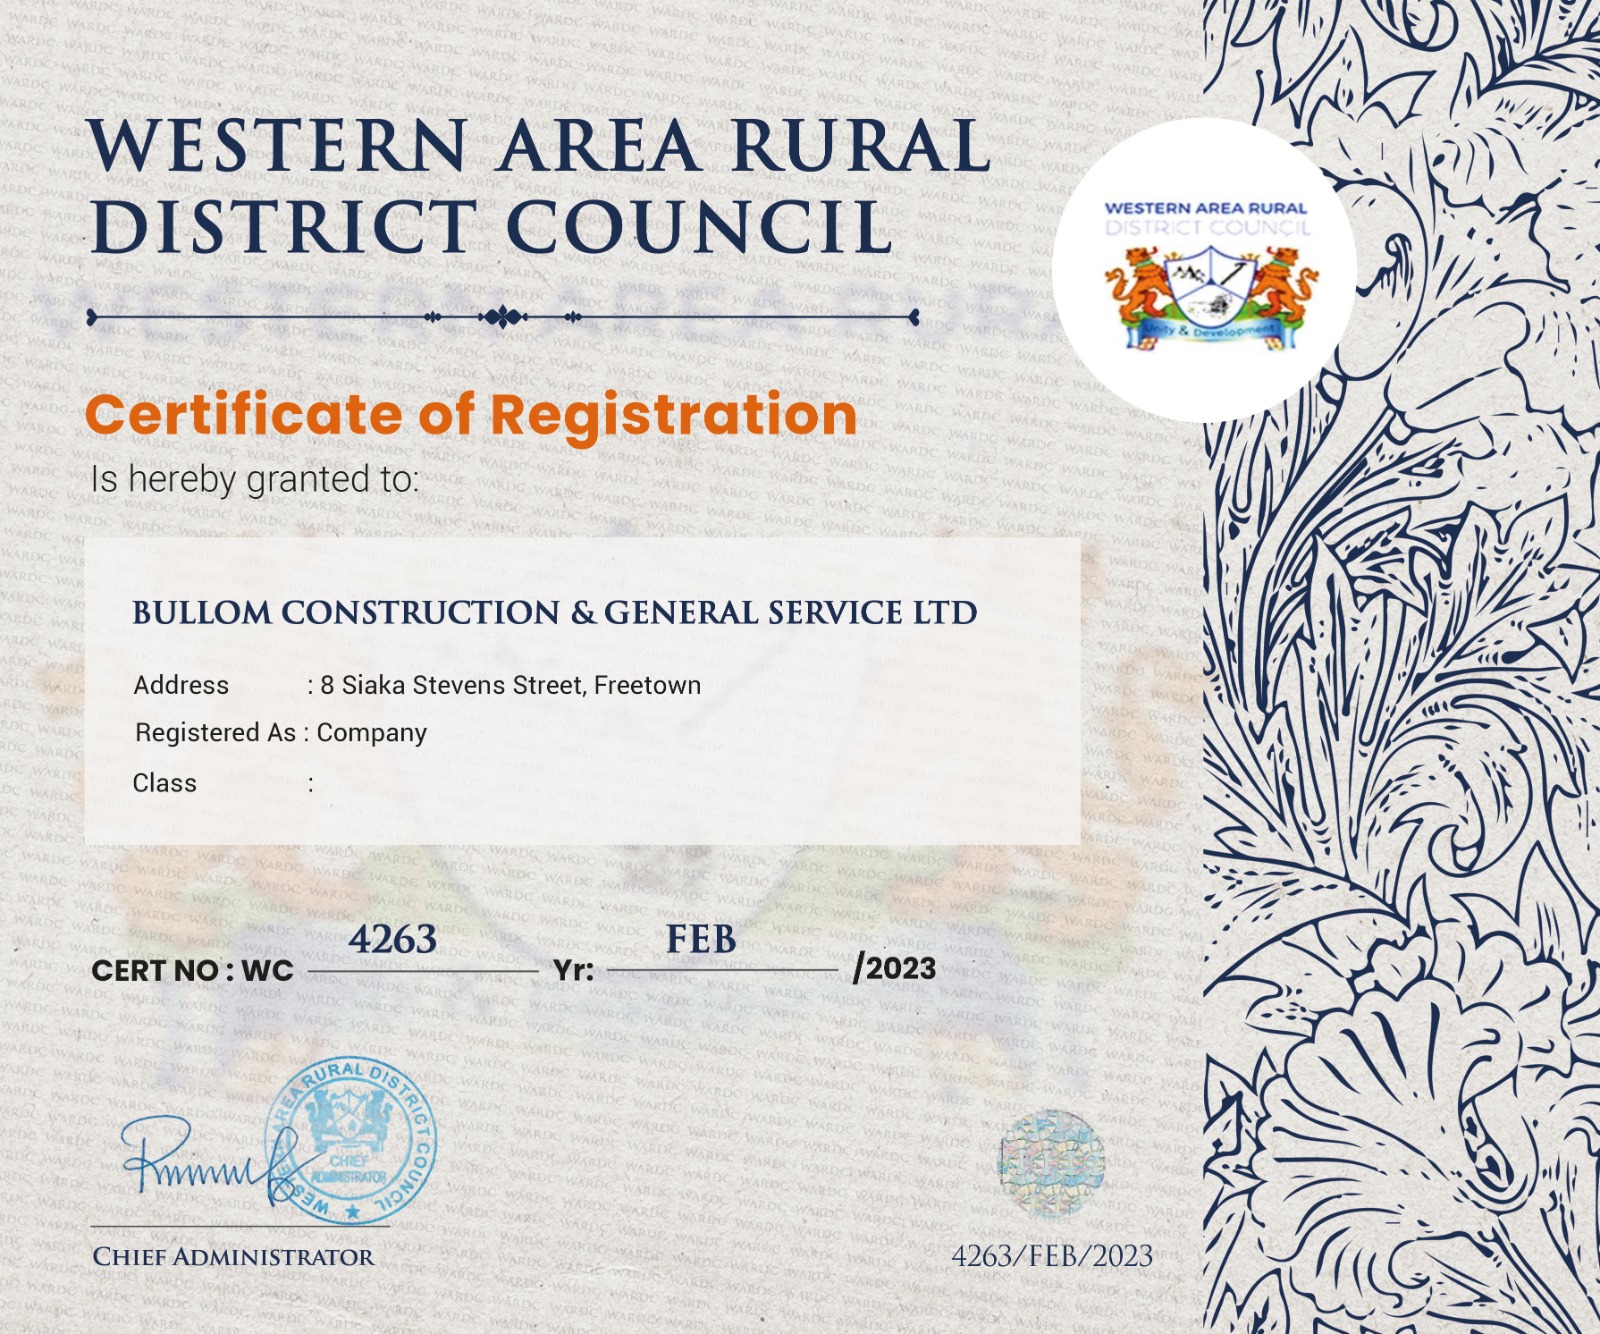 WESTERN AREA RURAL
DISTRICT COUNCIL
WESTERN AREA RURAL
DISTRICT COUNCIL
Unity & Development
Certificate of Registration
Is hereby granted to:
BULLOM CONSTRUCTION & GENERAL SERVICE LTD
Address : 8 Siaka Stevens Street, Freetown
Registered As : Company
Class :
CERT NO : WC 4263 Yr: FEB /2023
WESTERN AREA RURAL DISTRICT COUNCIL
CHIEF
ADMINISTRATOR
CHIEF ADMINISTRATOR
4263/FEB/2023